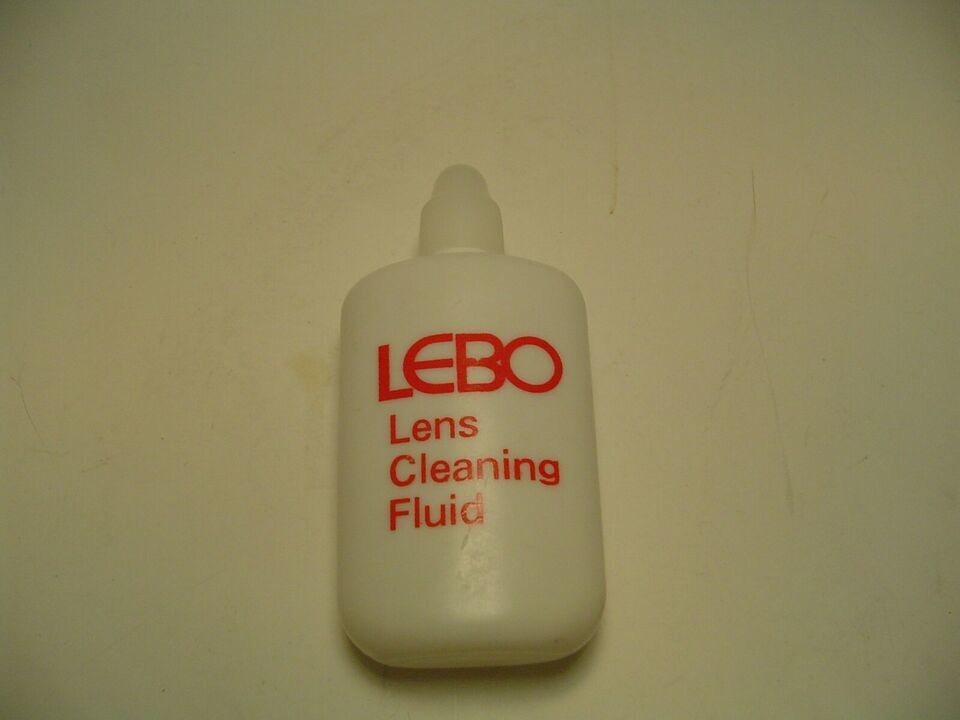 LEBO
Lens
Cleaning
Fluid